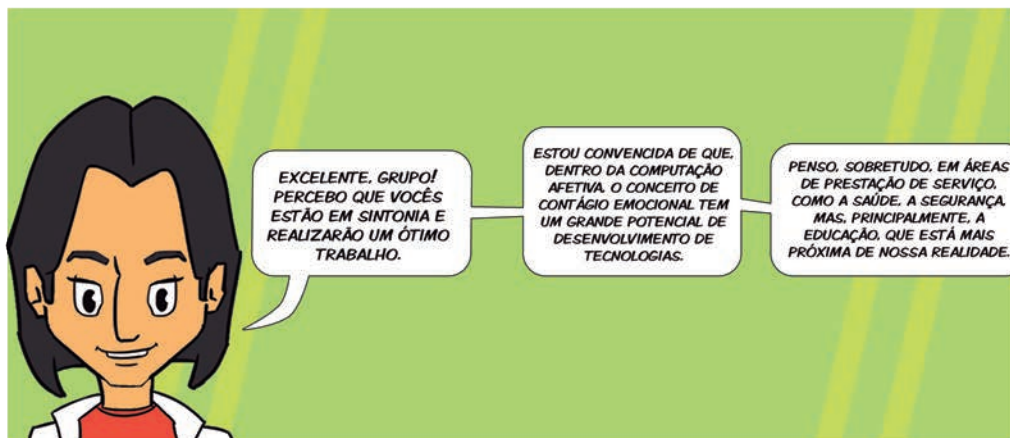 EXCELENTE, GRUPO!
PERCEBO QUE VOCÊS
ESTÃO EM SINTONIA E
REALIZARÃO UM ÓTIMO
TRABALHO.
ESTOU CONVENCIDA DE QUE,
DENTRO DA COMPUTAÇÃO
AFETIVA, O CONCEITO DE
CONTÁGIO EMOCIONAL TEM
UM GRANDE POTENCIAL DE
DESENVOLVIMENTO DE
TECNOLOGIAS.
PENSO, SOBRETUDO, EM ÁREAS
DE PRESTAÇÃO DE SERVIÇO,
COMO A SAÚDE, A SEGURANÇA,
MAS, PRINCIPALMENTE, A
EDUCAÇÃO, QUE ESTÁ MAIS
PRÓXIMA DE NOSSA REALIDADE.